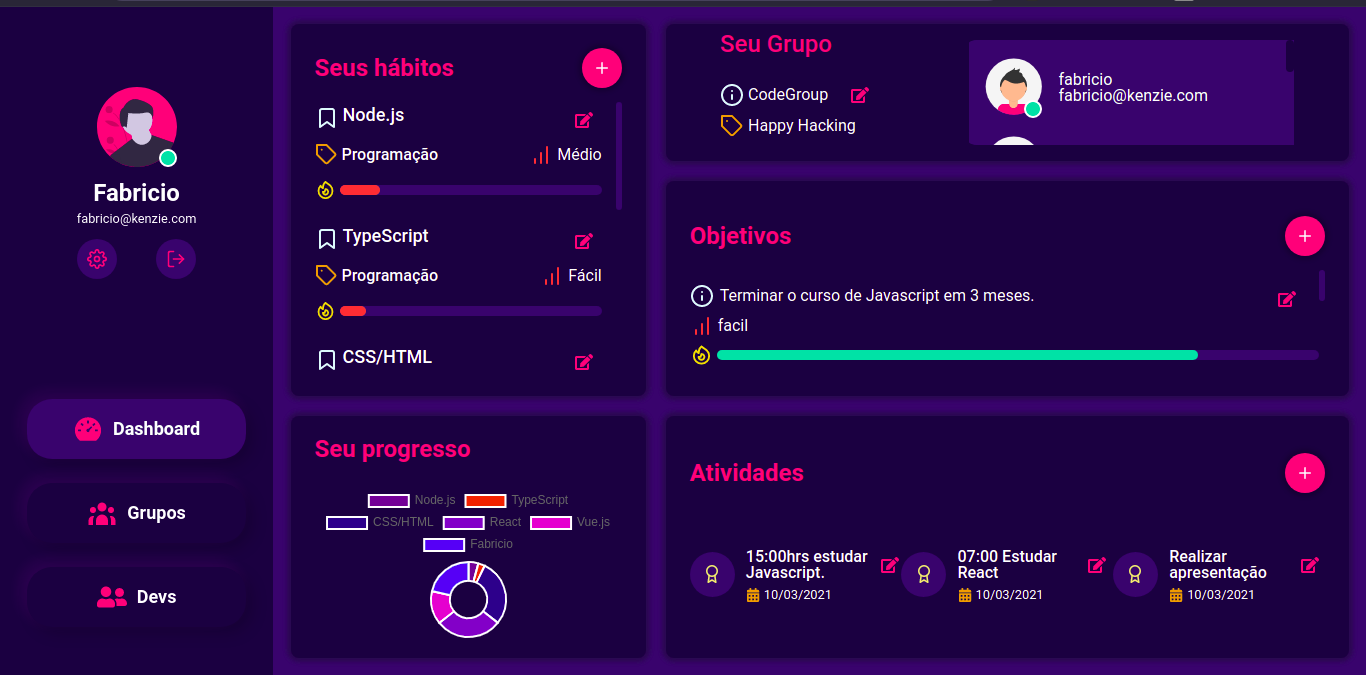 Fabricio
fabricio@kenzie.com
Dashboard
Grupos
Devs
Seus hábitos
Node.js
Programação
Médio
TypeScript
Programação
Fácil
CSS/HTML
Seu Grupo
CodeGroup
Happy Hacking
fabricio
fabricio@kenzie.com
Objetivos
Terminar o curso de Javascript em 3 meses.
facil
Seu progresso
Node.js TypeScript
CSS/HTML React Vue.js
Fabricio
Atividades
15:00hrs estudar
Javascript.
10/03/2021
07:00 Estudar
React
10/03/2021
Realizar
apresentação
10/03/2021